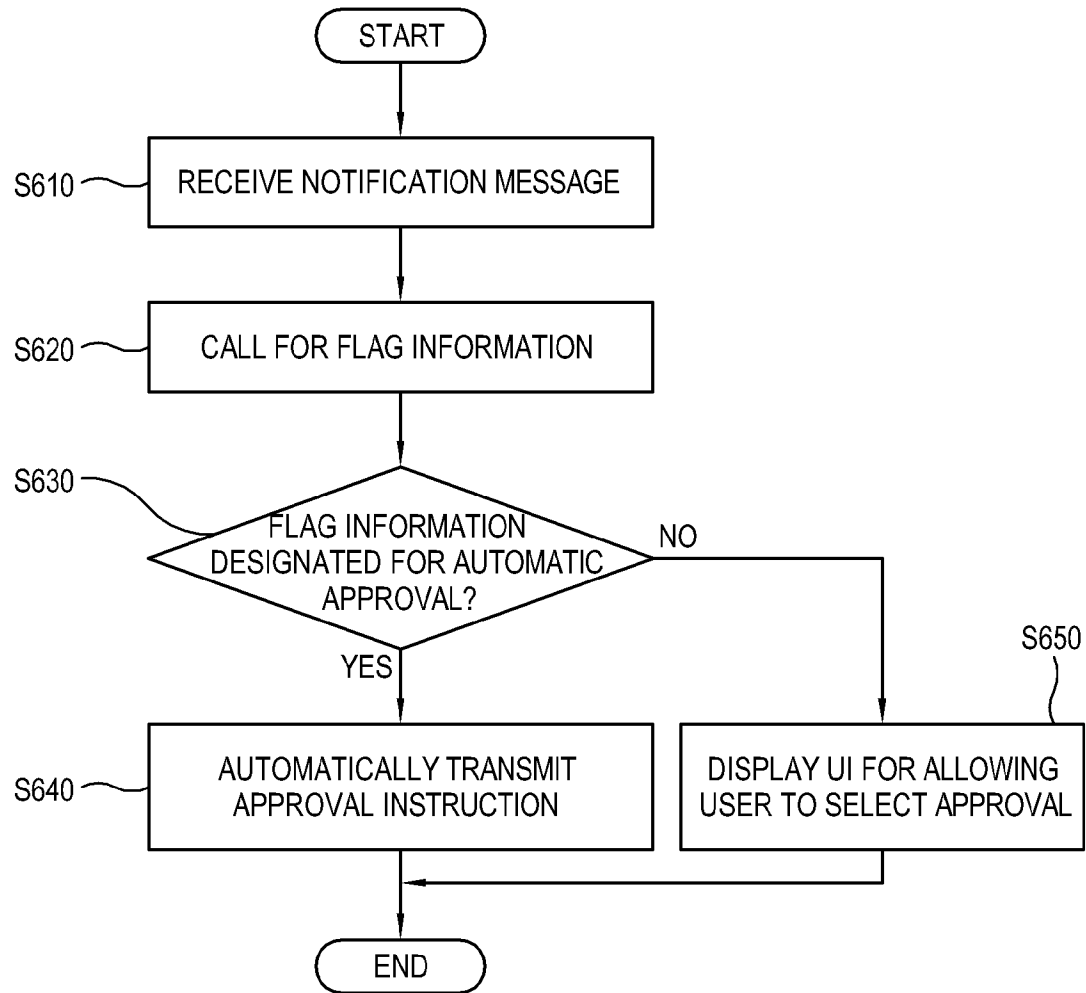 START
S610
RECEIVE NOTIFICATION MESSAGE
S620
CALL FOR FLAG INFORMATION
S630
FLAG INFORMATION
DESIGNATED FOR AUTOMATIC
APPROVAL?
NO
YES
S650
S640
AUTOMATICALLY TRANSMIT
APPROVAL INSTRUCTION
DISPLAY UI FOR ALLOWING
USER TO SELECT APPROVAL
END